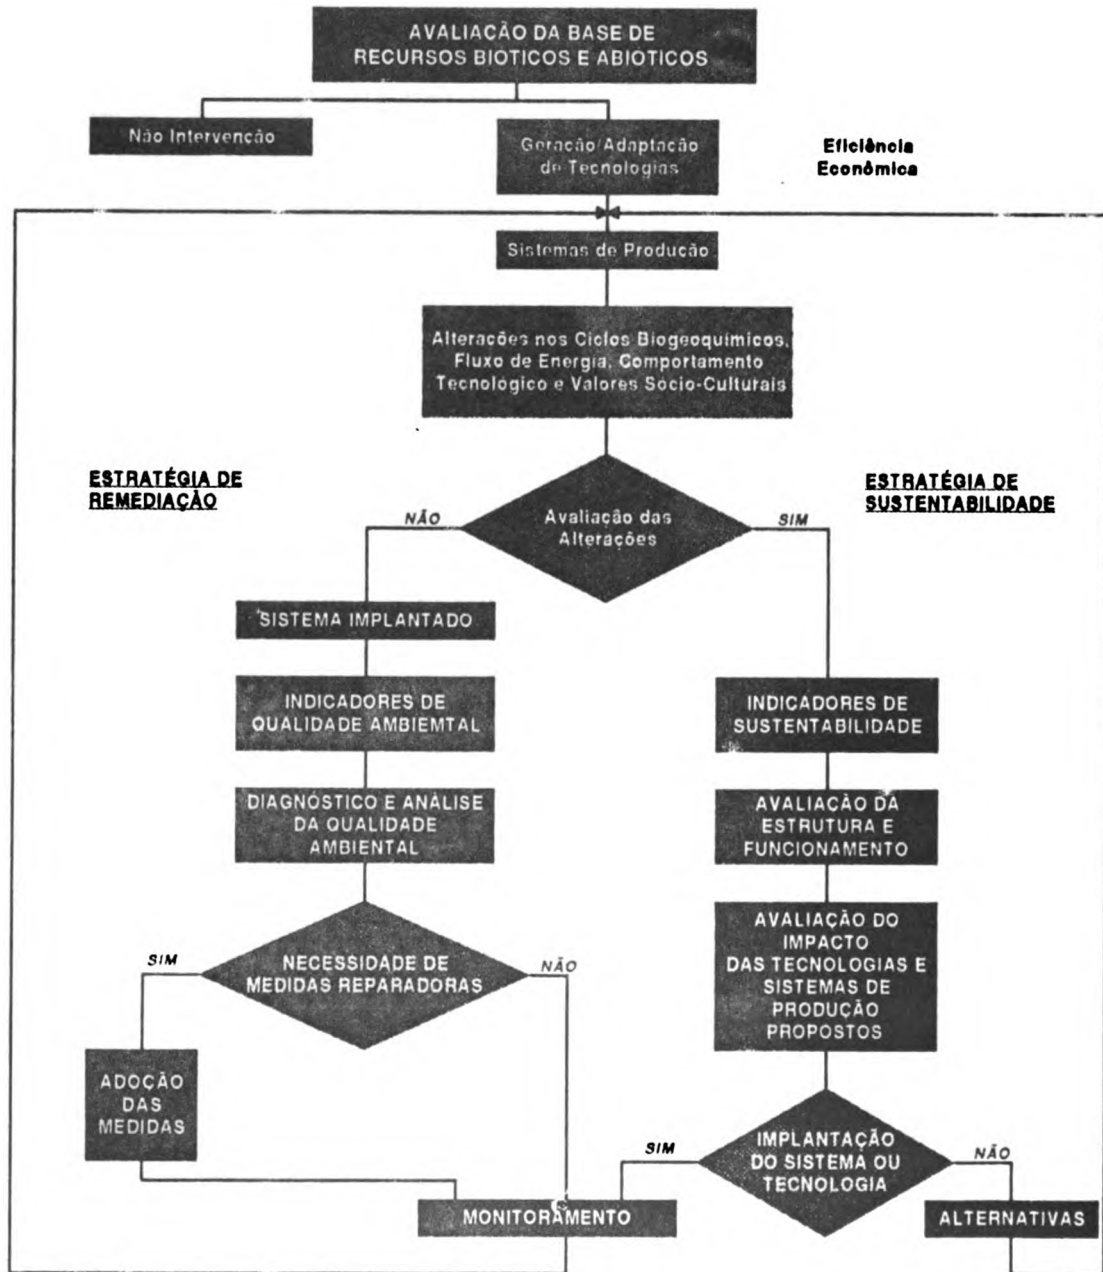 AVALIAÇÃO DA BASE DE
RECURSOS BIÓTICOS E ABIÓTICOS
Não Intervenção
Geração/Adaptação
de Tecnologias
Eficiência
Econômica
Sistemas de Produção
Alterações nos Ciclos Biogeoquímicos,
Fluxo de Energia, Comportamento
Tecnológico e Valores Sócio-Culturais
ESTRATÉGIA DE
REMEDIAÇÃO
ESTRATÉGIA DE
SUSTENTABILIDADE
NÃO
Avaliação das
Alterações
SIM
SISTEMA IMPLANTADO
INDICADORES DE
QUALIDADE AMBIEMTAL
INDICADORES DE
SUSTENTABILIDADE
DIAGNÓSTICO E ANÁLISE
DA QUALIDADE
AMBIENTAL
AVALIAÇÃO DA
ESTRUTURA E
FUNCIONAMENTO
AVALIAÇÃO DO
IMPACTO
DAS TECNOLOGIAS E
SISTEMAS DE
PRODUÇÃO
PROPOSTOS
SIM
NECESSIDADE DE
MEDIDAS REPARADORAS
NÃO
ADOÇÃO
DAS
MEDIDAS
SIM
IMPLANTAÇÃO
DO SISTEMA OU
TECNOLOGIA
NÃO
MONITORAMENTO
ALTERNATIVAS